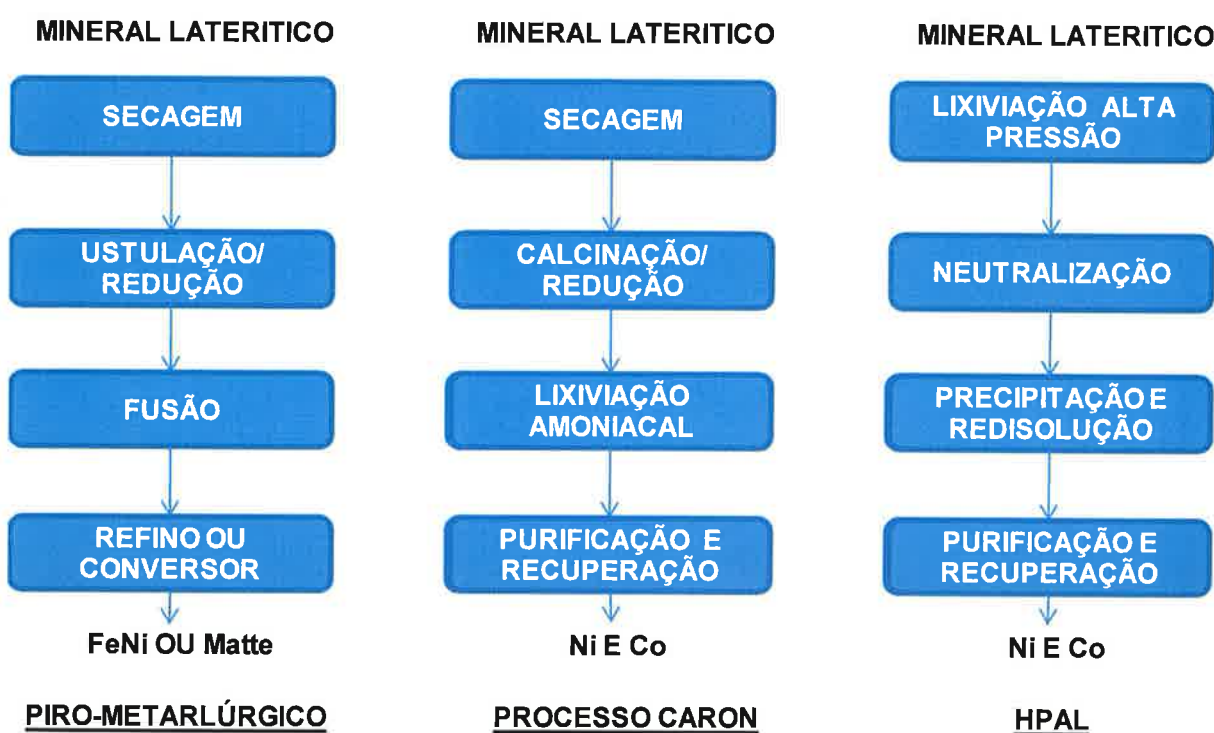 MINERAL LATERITICO
SECAGEM
USTULAÇÃO/
REDUÇÃO
FUSÃO
REFINO OU
CONVERSOR
FeNi OU Matte
PIRO-METARLÚRGICO
MINERAL LATERITICO
SECAGEM
CALCINAÇÃO/
REDUÇÃO
LIXIVIAÇÃO
AMONIACAL
PURIFICAÇÃO E
RECUPERAÇÃO
Ni E Co
PROCESSO CARON
MINERAL LATERITICO
LIXIVIAÇÃO ALTA
PRESSÃO
NEUTRALIZAÇÃO
PRECIPITAÇÃO E
REDISOLUÇÃO
PURIFICAÇÃO E
RECUPERAÇÃO
Ni E Co
HPAL